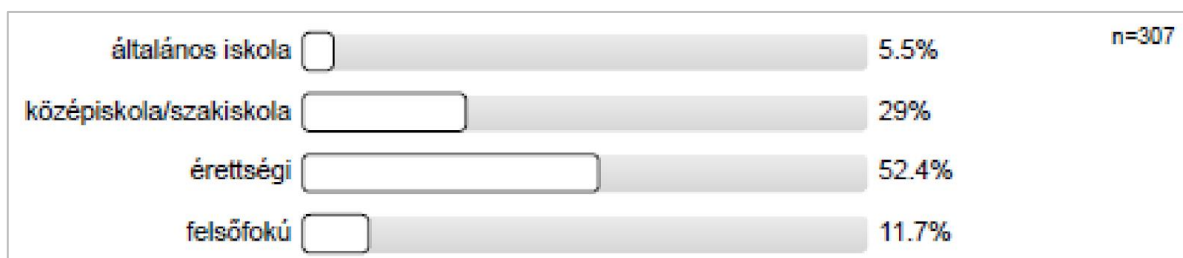 általános iskola 5.5% n=307
középiskola/szakiskola 29%
érettségi 52.4%
felsőfokú 11.7%